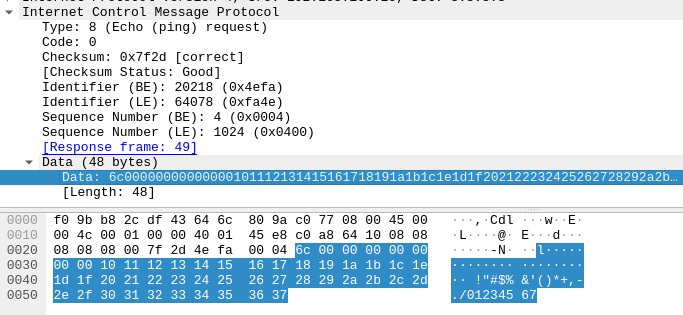 Internet Control Message Protocol
Type: 8 (Echo (ping) request)
Code: 0
Checksum: 0x7f2d [correct]
[Checksum Status: Good]
Identifier (BE): 20218 (0x4efa)
Identifier (LE): 64078 (0xfa4e)
Sequence Number (BE): 4 (0x0004)
Sequence Number (LE): 1024 (0x0400)
[Response frame: 49]
Data (48 bytes)
Data: 6c00000000000000101112131415161718191a1b1c1e1d1f202122232425262728292a2b…
[Length: 48]
0000 f0 9b b8 2c df 43 64 6c 80 9a c0 77 08 00 45 00 ···,·Cdl ···w··E·
0010 00 4c 00 01 00 00 40 01 45 e8 c0 a8 64 10 08 08 ·L····@· E···d···
0020 08 08 08 00 7f 2d 4e fa 00 04 6c 00 00 00 00 00 ·····-N· ··l·····
0030 00 00 10 11 12 13 14 15 16 17 18 19 1a 1b 1c 1e ········ ········
0040 1d 1f 20 21 22 23 24 25 26 27 28 29 2a 2b 2c 2d ·· !"#$% &'()*+,-
0050 2e 2f 30 31 32 33 34 35 36 37 ./012345 67